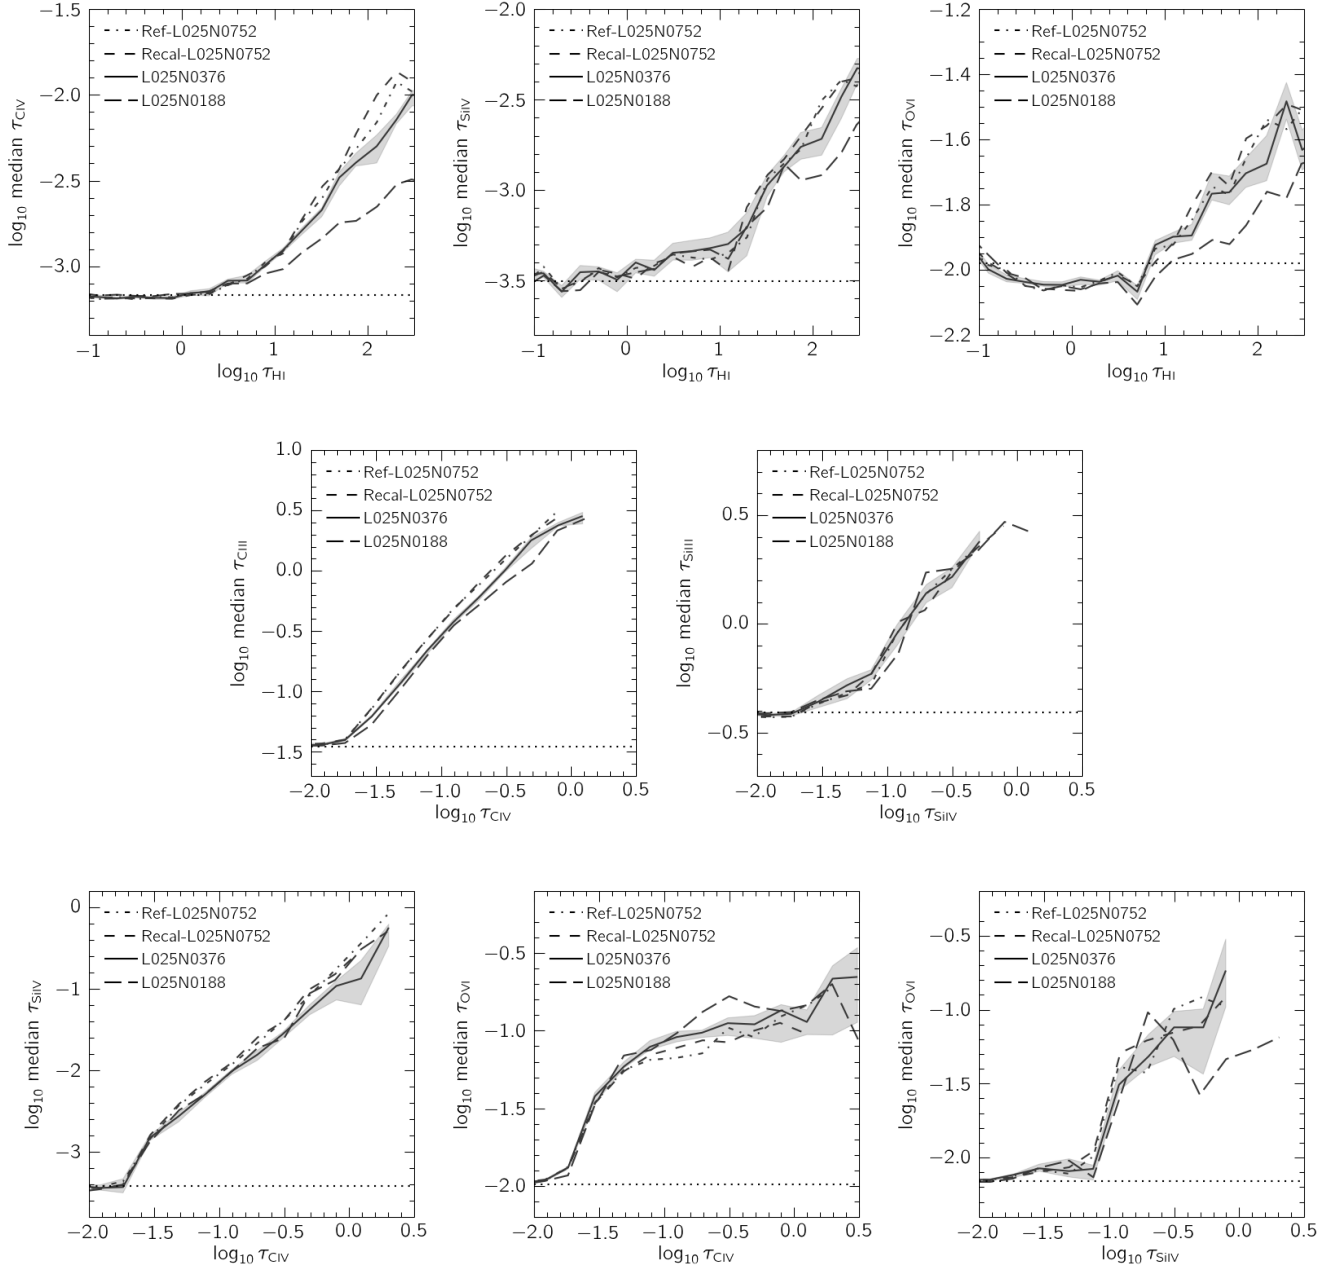 −1.5
−2.0
−2.5
−3.0
log₁₀ median τCIV
Ref-L025N0752
Recal-L025N0752
L025N0376
L025N0188
−1 0 1 2
log₁₀ τHI
−2.0
−2.5
−3.0
−3.5
log₁₀ median τSiIV
Ref-L025N0752
Recal-L025N0752
L025N0376
L025N0188
−1 0 1 2
log₁₀ τHI
−1.2
−1.4
−1.6
−1.8
−2.0
−2.2
log₁₀ median τOVI
Ref-L025N0752
Recal-L025N0752
L025N0376
L025N0188
−1 0 1 2
log₁₀ τHI
1.0
0.5
0.0
−0.5
−1.0
−1.5
log₁₀ median τCIII
Ref-L025N0752
Recal-L025N0752
L025N0376
L025N0188
−2.0 −1.5 −1.0 −0.5 0.0 0.5
log₁₀ τCIV
0.5
0.0
−0.5
log₁₀ median τSiIII
Ref-L025N0752
Recal-L025N0752
L025N0376
L025N0188
−2.0 −1.5 −1.0 −0.5 0.0 0.5
log₁₀ τSiIV
0
−1
−2
−3
log₁₀ median τSiIV
Ref-L025N0752
Recal-L025N0752
L025N0376
L025N0188
−2.0 −1.5 −1.0 −0.5 0.0 0.5
log₁₀ τCIV
−0.5
−1.0
−1.5
−2.0
log₁₀ median τOVI
Ref-L025N0752
Recal-L025N0752
L025N0376
L025N0188
−2.0 −1.5 −1.0 −0.5 0.0 0.5
log₁₀ τCIV
−0.5
−1.0
−1.5
−2.0
log₁₀ median τOVI
Ref-L025N0752
Recal-L025N0752
L025N0376
L025N0188
−2.0 −1.5 −1.0 −0.5 0.0 0.5
log₁₀ τSiIV